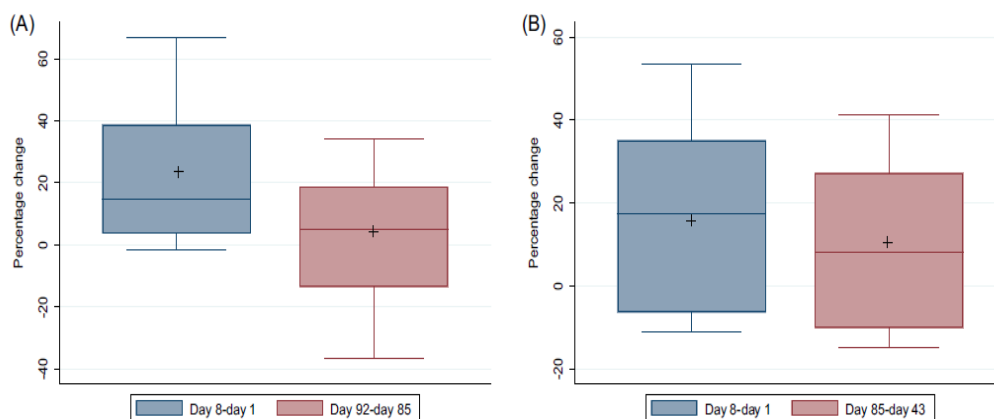 (A)
Percentage change
60
40
20
0
-20
-40
Day 8-day 1
Day 92-day 85
(B)
Percentage change
60
40
20
0
-20
Day 8-day 1
Day 85-day 43